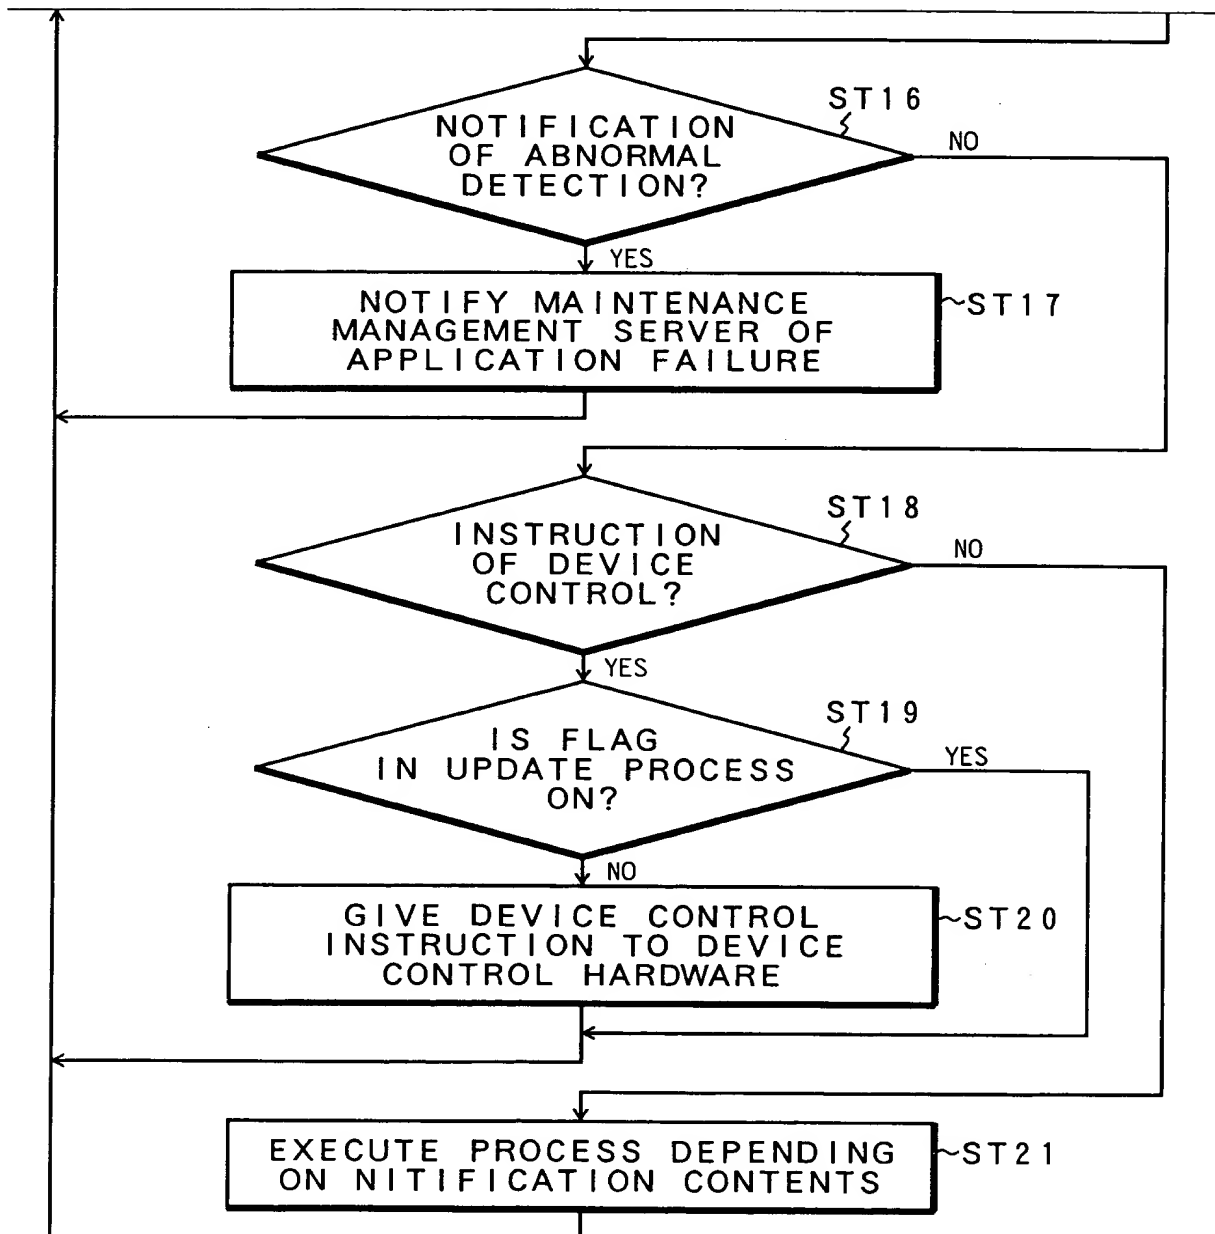 ST16
NOTIFICATION
OF ABNORMAL
DETECTION?
NO
YES
NOTIFY MAINTENANCE
MANAGEMENT SERVER OF
APPLICATION FAILURE
ST17
ST18
INSTRUCTION
OF DEVICE
CONTROL?
NO
YES
ST19
IS FLAG
IN UPDATE PROCESS
ON?
YES
NO
GIVE DEVICE CONTROL
INSTRUCTION TO DEVICE
CONTROL HARDWARE
ST20
EXECUTE PROCESS DEPENDING
ON NITIFICATION CONTENTS
ST21